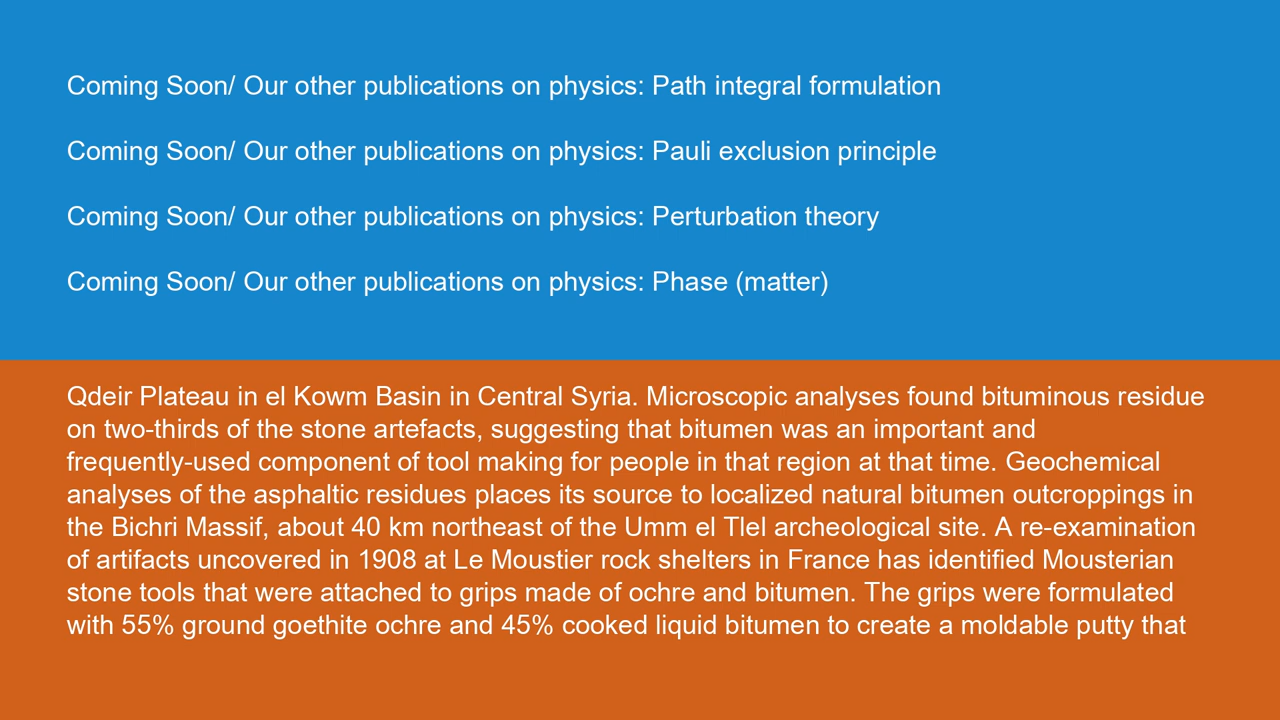 Coming Soon/ Our other publications on physics: Path integral formulation
Coming Soon/ Our other publications on physics: Pauli exclusion principle
Coming Soon/ Our other publications on physics: Perturbation theory
Coming Soon/ Our other publications on physics: Phase (matter)
Qdeir Plateau in el Kowm Basin in Central Syria. Microscopic analyses found bituminous residue
on two-thirds of the stone artefacts, suggesting that bitumen was an important and
frequently-used component of tool making for people in that region at that time. Geochemical
analyses of the asphaltic residues places its source to localized natural bitumen outcroppings in
the Bichri Massif, about 40 km northeast of the Umm el Tlel archeological site. A re-examination
of artifacts uncovered in 1908 at Le Moustier rock shelters in France has identified Mousterian
stone tools that were attached to grips made of ochre and bitumen. The grips were formulated
with 55% ground goethite ochre and 45% cooked liquid bitumen to create a moldable putty that